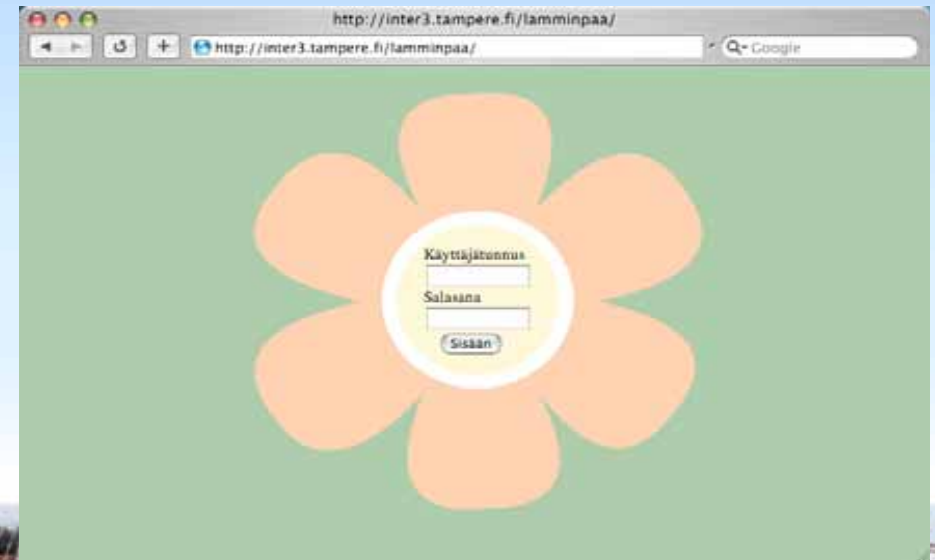 http://inter3.tampere.fi/lamminpaa/
http://inter3.tampere.fi/lamminpaa/
Google
Käyttäjätunnus
Salasana
Sisään